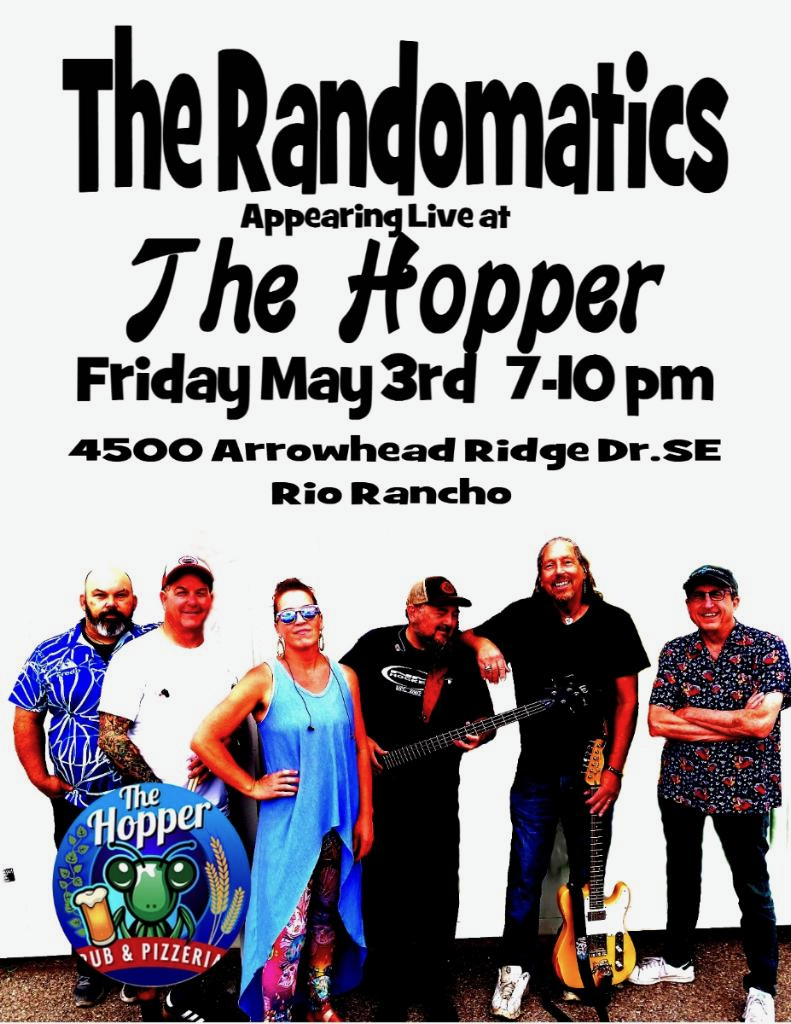 The Randomatics
Appearing Live at
The Hopper
Friday May 3rd 7-10 pm
4500 Arrowhead Ridge Dr.SE
Rio Rancho
The
Hopper
PUB & PIZZERIA